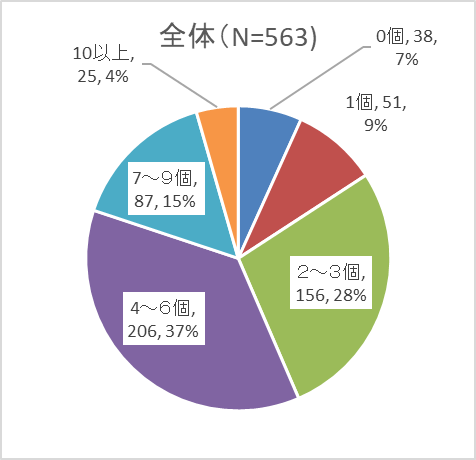 全体（N=563)
0個, 38,
7%
1個, 51,
9%
２～３個,
156, 28%
4～６個,
206, 37%
7～９個,
87, 15%
10以上,
25, 4%